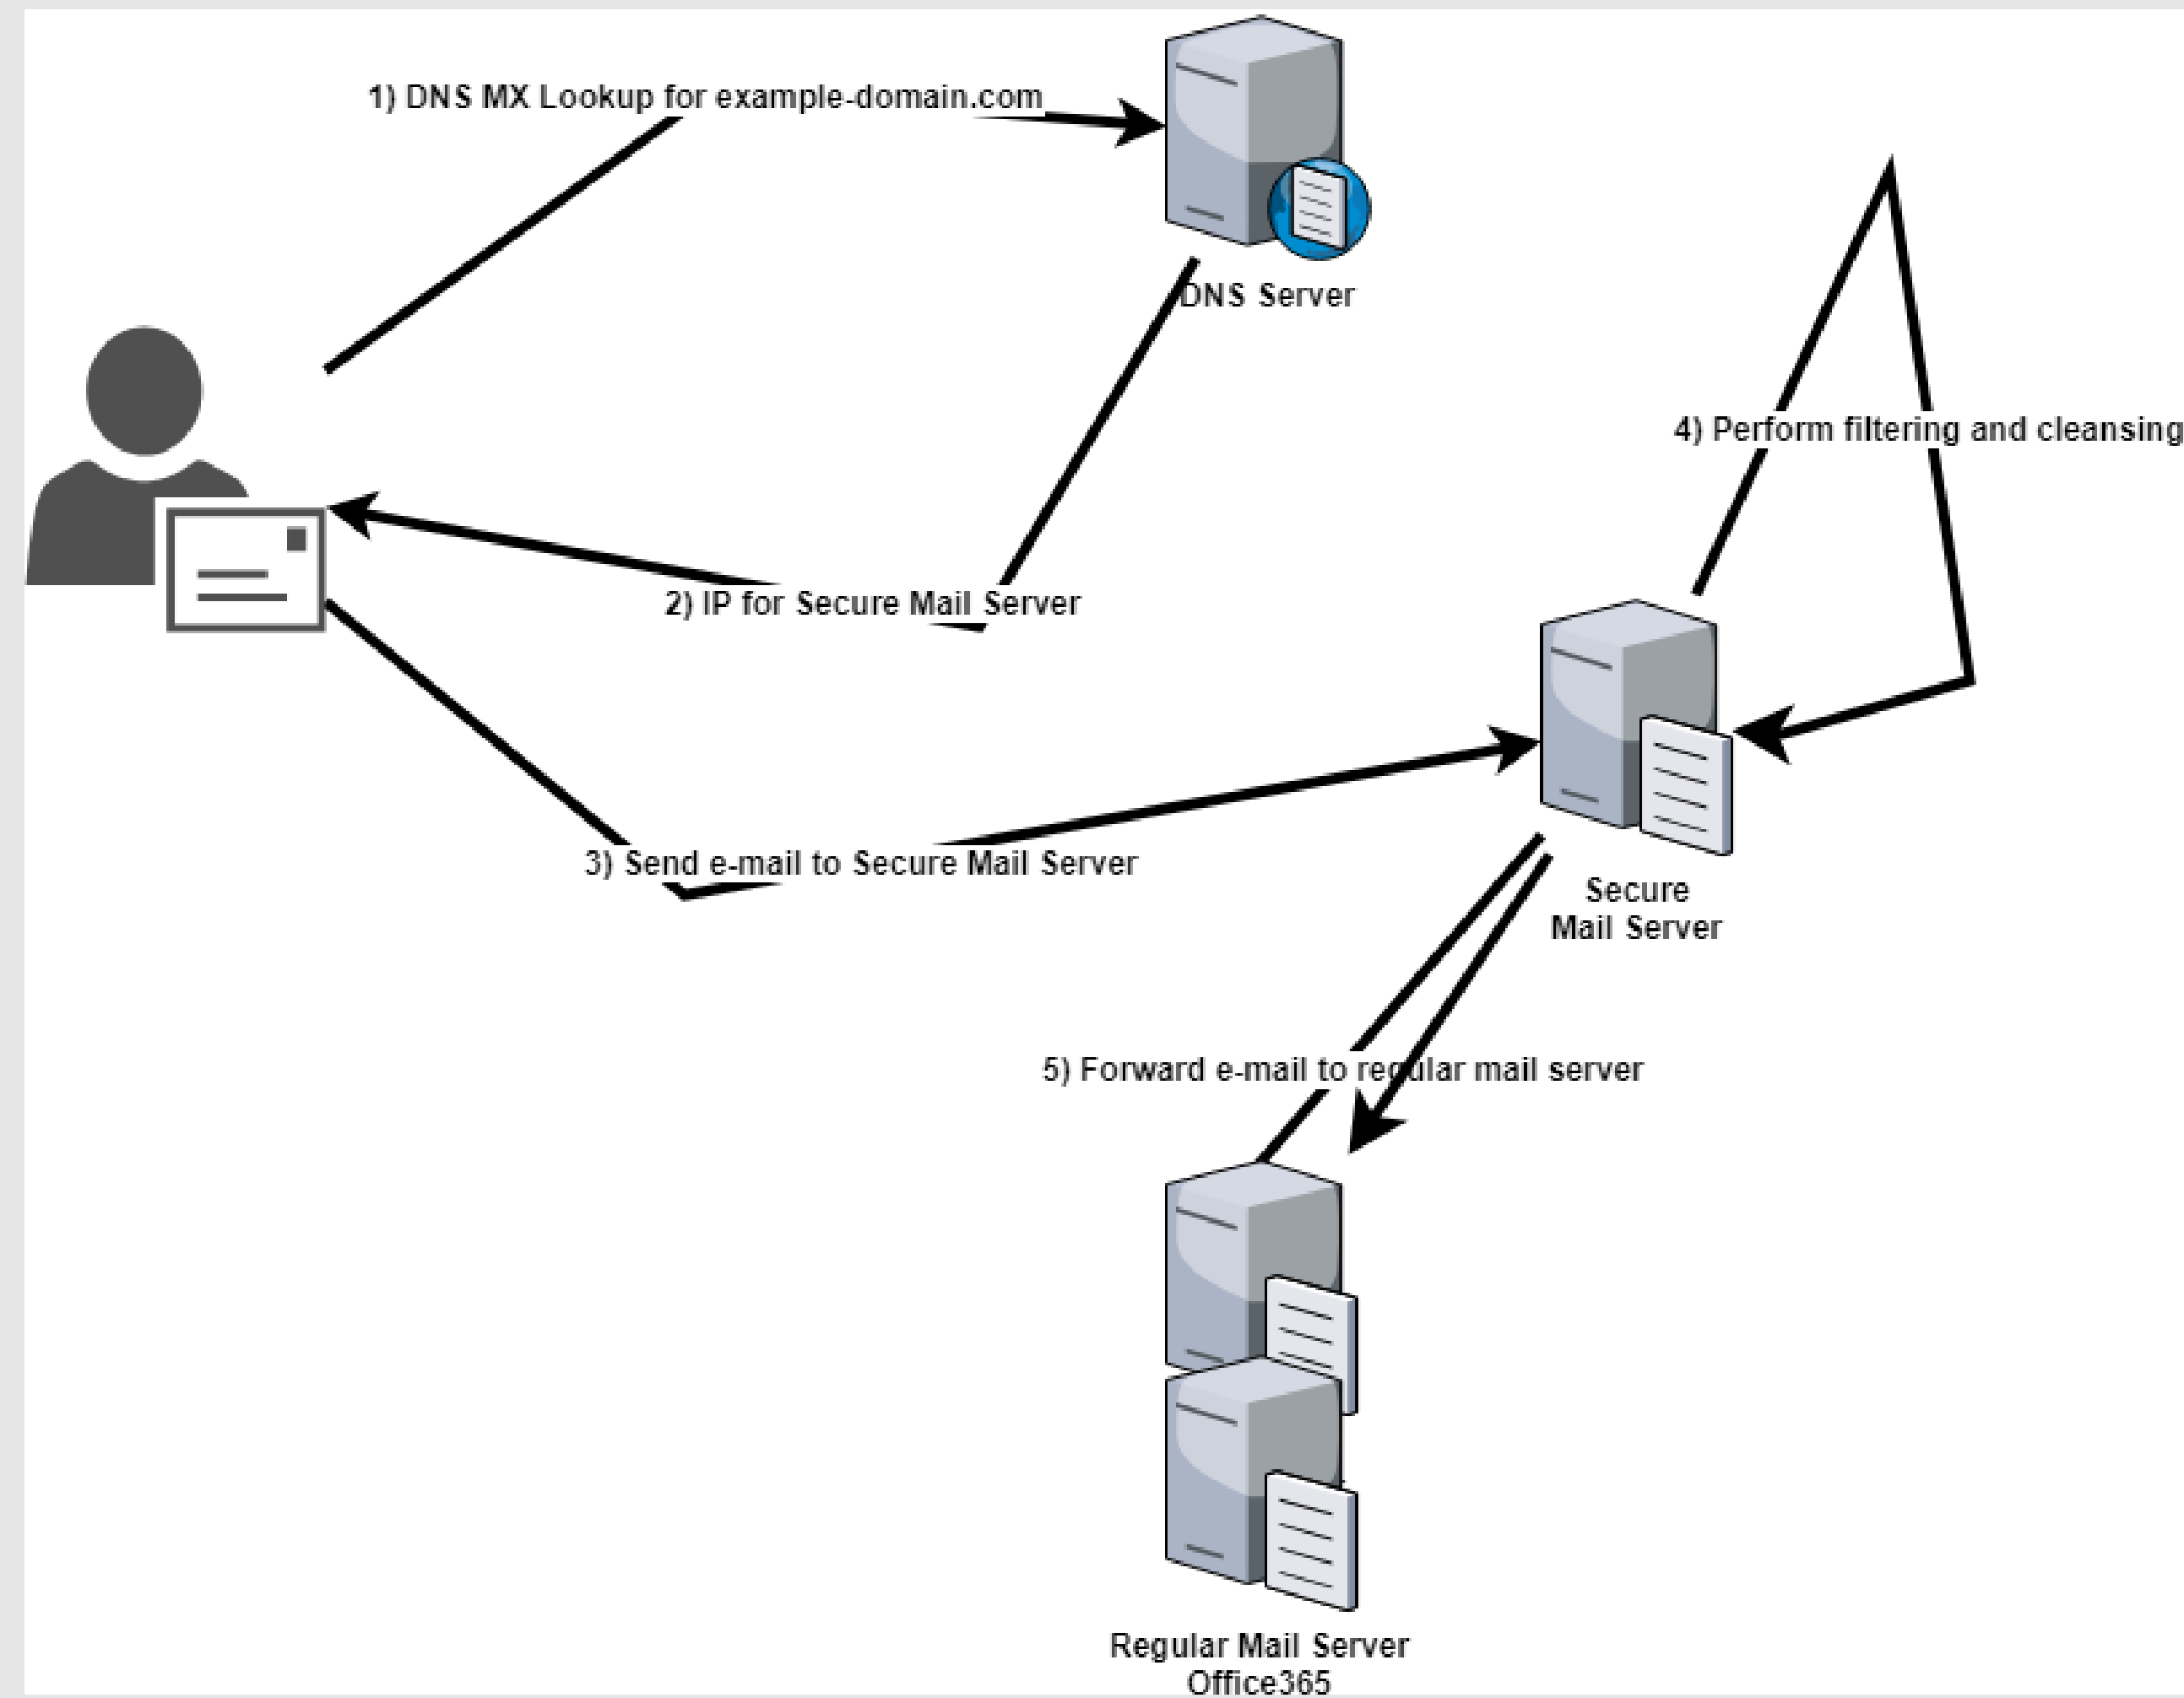 1) DNS MX Lookup for example-domain.com
DNS Server
4) Perform filtering and cleansing
2) IP for Secure Mail Server
3) Send e-mail to Secure Mail Server
Secure
Mail Server
5) Forward e-mail to regular mail server
Regular Mail Server
Office365